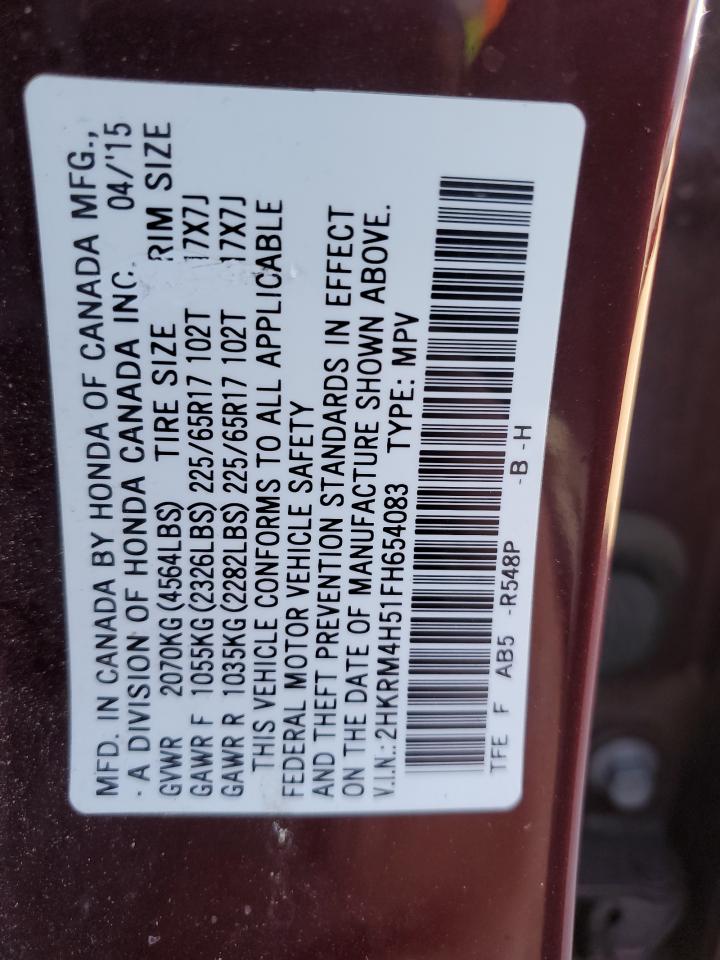 MFD. IN CANADA BY HONDA OF CANADA MFG.,
- A DIVISION OF HONDA CANADA INC. 04/'15
GVWR 2070KG(4564LBS) TIRE SIZE RIM SIZE
GAWR F 1055KG(2326LBS) 225/65R17 102T 17X7J
GAWR R 1035KG(2282LBS) 225/65R17 102T 17X7J
THIS VEHICLE CONFORMS TO ALL APPLICABLE
FEDERAL MOTOR VEHICLE SAFETY
AND THEFT PREVENTION STANDARDS IN EFFECT
ON THE DATE OF MANUFACTURE SHOWN ABOVE.
V.I.N.: 2HKRM4H51FH654083 TYPE: MPV
TFE F AB5 -R548P -B -H